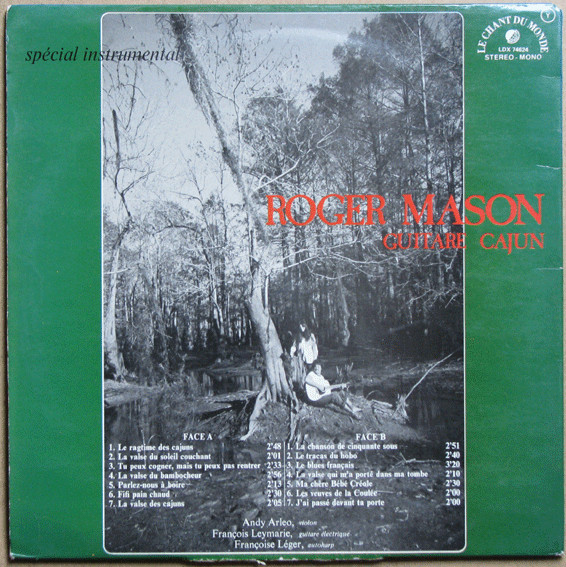 spécial instrumental
LE CHANT DU MONDE
LDX 74624
STEREO - MONO
Y
ROGER MASON
GUITARE CAJUN
FACE A
1. Le ragtime des cajuns 2'48
2. La valse du soleil couchant 2'01
3. Tu peux cogner, mais tu peux pas rentrer 2'33
4. La valse du bambocheur 2'56
5. Parlez-nous à boire 2'13
6. Fifi pain chaud 2'30
7. La valse des cajuns 2'05
FACE B
1. La chanson de cinquante sous 2'51
2. Le tracas du hobo 2'40
3. Le blues français 3'20
4. La valse qui m'a porté dans ma tombe 2'10
5. Ma chère Bébé Créole 2'30
6. Les veuves de la Coulée 2'00
7. J'ai passé devant ta porte 2'00
Andy Arleo, violon
François Leymarie, guitare électrique
Françoise Léger, autoharp